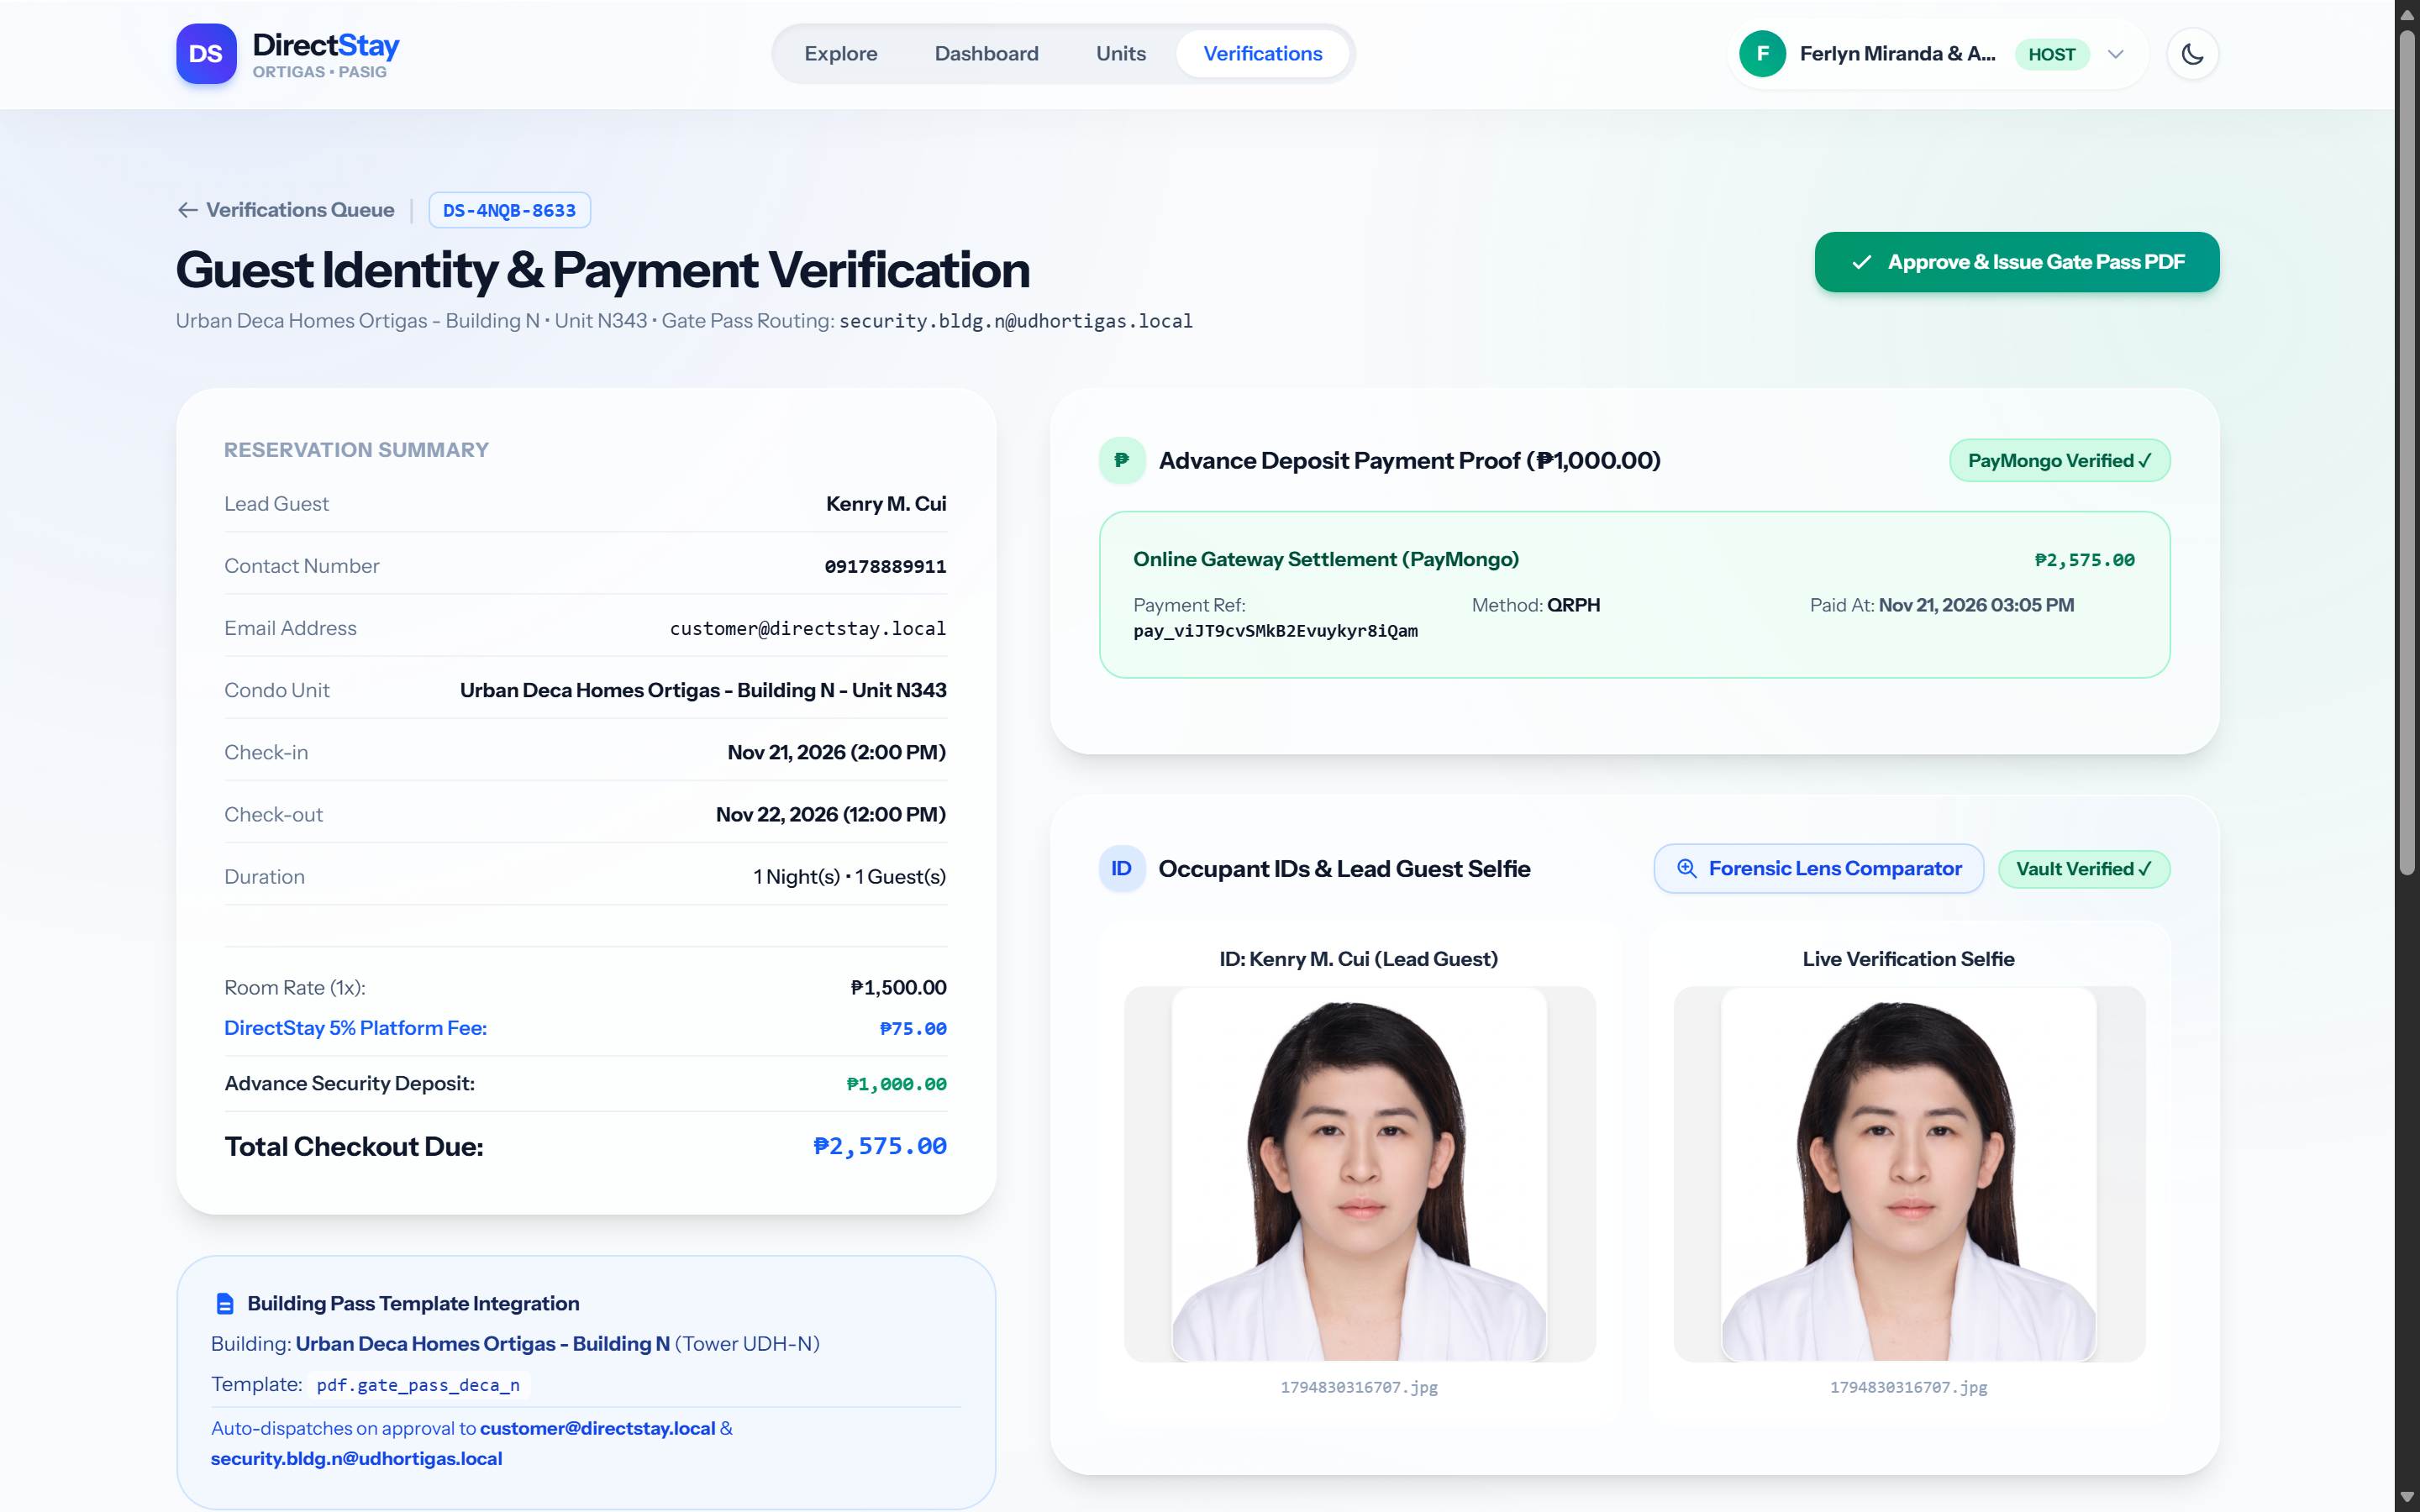 DS
DirectStay
ORTIGAS • PASIG
Explore
Dashboard
Units
Verifications
F
Ferlyn Miranda & A...
HOST
Verifications Queue
DS-4NQB-8633
Guest Identity & Payment Verification
Urban Deca Homes Ortigas - Building N • Unit N343 • Gate Pass Routing: security.bldg.n@udhortigas.local
Approve & Issue Gate Pass PDF
RESERVATION SUMMARY
Lead Guest
Kenry M. Cui
Contact Number
09178889911
Email Address
customer@directstay.local
Condo Unit
Urban Deca Homes Ortigas - Building N - Unit N343
Check-in
Nov 21, 2026 (2:00 PM)
Check-out
Nov 22, 2026 (12:00 PM)
Duration
1 Night(s) • 1 Guest(s)
Room Rate (1x):
₱1,500.00
DirectStay 5% Platform Fee:
₱75.00
Advance Security Deposit:
₱1,000.00
Total Checkout Due:
₱2,575.00
Building Pass Template Integration
Building: Urban Deca Homes Ortigas - Building N (Tower UDH-N)
Template: pdf.gate_pass_deca_n
Auto-dispatches on approval to customer@directstay.local &
security.bldg.n@udhortigas.local
₱
Advance Deposit Payment Proof (₱1,000.00)
PayMongo Verified ✓
Online Gateway Settlement (PayMongo)
₱2,575.00
Payment Ref:
pay_viJT9cvSMkB2Evuykyr8iQam
Method: QRPH
Paid At: Nov 21, 2026 03:05 PM
ID
Occupant IDs & Lead Guest Selfie
Forensic Lens Comparator
Vault Verified ✓
ID: Kenry M. Cui (Lead Guest)
1794830316707.jpg
Live Verification Selfie
1794830316707.jpg